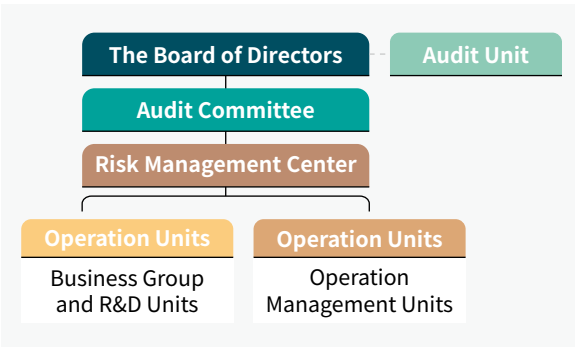 The Board of Directors
Audit Unit
Audit Committee
Risk Management Center
Operation Units
Business Group
and R&D Units
Operation Units
Operation
Management Units